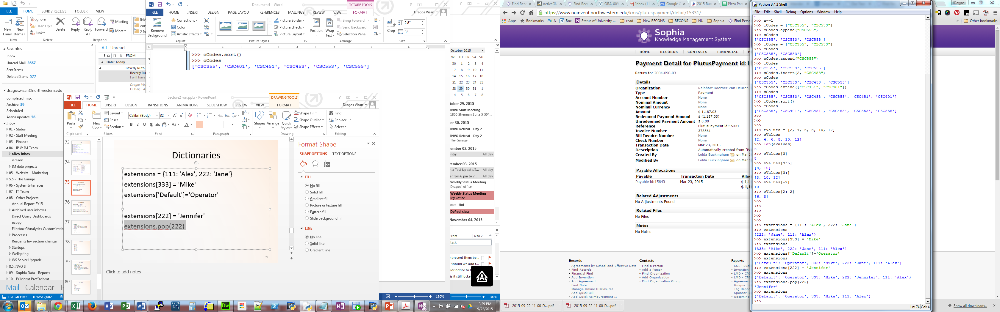 FILE HOME SEND / RECEIVE FOLDER VIEW
New Email
New Items
Ignore
Clean Up
Junk
Delete
Reply
Reply All
Forward
Meeting
More
New Delete Respond
Favorites
Inbox
Unread Mail 3667
Sent Items
Deleted Items 577
dragos.visan@northwestern.edu
completed misc
Archive 39
Scheduled
Asana updates 56
Inbox
01 - Status
02 - Staff Meeting
03 - Finance
04 - IP & IM Team
aBev inbox
iEdison
IM data projects
05 - Website - Marketing
5.5 - The Garage
06 - System Interfaces
07 - IT Team
08 - Other Projects
Annual Report FY15
Archived user inboxes
Direct Query Dashboards
ecopy
Flintbox GAnalytics Customizatio
Processes
Reagents Inv section change
Startups
Wellspring
WS Server Upgrade
8.5 INVO IT
09 - Sophia Data - Reports
10 - PriMgmt ProfDvlpmt
Mail Calendar P
11.1 GB FREE ITEMS: 2,002
All Unread
FROM
Date: Today
Beverly Ruth
Beverly Ru
I will have
Dragos Vis
Hi Bev, A
Document1 - Word
PICTURE TOOLS
FILE HOME INSERT DESIGN PAGE LAYOUT REFERENCES MAILINGS REVIEW VIEW FORMAT
Dragos Visan
Remove Background
Corrections
Color
Artistic Effects
Picture Border
Picture Effects
Picture Layout
Position
Wrap Text
Bring Forward
Send Backward
Selection Pane
Crop
2.8"
3"
Adjust Picture Styles Arrange Size
1 2 3 4 5 6
>>> cCodes.sort()
>>> cCodes
['CSC355', 'CSC401', 'CSC451', 'CSC453', 'CSC553', 'CSC555']
130%
Lecture2_wn.pptx - PowerPoint
DRAWING TOOLS
FILE HOME INSERT DESIGN TRANSITIONS ANIMATIONS SLIDE SHOW REVIEW VIEW FORMAT
Dragos Visan
Paste
New Slide
Layout
Reset
Section
Calibri (Body) 32
Shapes
Arrange
Quick Styles
Shape Fill
Shape Outline
Shape Effects
Find
Replace
Select
Clipboard Slides Font Paragraph Drawing Editing
73
74
75
76
77
78
79
80
Dictionaries
extensions = {111: 'Alex', 222: 'Jane'}
extensions[333] = 'Mike'
extensions['Default']='Operator'
extensions[222] = 'Jennifer'
extensions.pop(222)
75
Click to add notes
Format Shape
SHAPE OPTIONS TEXT OPTIONS
FILL
No fill
Solid fill
Gradient fill
Picture or texture fill
Pattern fill
Slide background fill
LINE
No line
Solid line
Gradient line
October 2015
WE TH FR SA SU
30 1 2 3 4
7 8 9 10 11
14 15 16 17 18
21 22 23 24 25
28 29 30 31 1
4 5 6 7 8
tober 29, 2015
INVO Staff Meeting
1800 Sherman Suite 5-504...
er 30, 2015
INVO Retreat - Day 2
INVO Retreat - Day 2
The Garage
ember 02, 2015
entry All day
ember 03, 2015
nia Test Update/S... All day
e from 6 pm to 7... All day
Weekly Status Meeting
Dragos' office
Weekly Status Meeting
My Office
out - tbd
DePaul class
November 04, 2015
From A to Z
task
present them be...
should we add t...
ior notice to
is it still locke
100%
3:29 PM
9/22/2015
Find Reco ActiveGiv Find Reco ORA-009 Gmail Inbox (11 Google C 2015 Run Pizza Par
Dragos
https://www.nuinvent.northwestern.edu/kms/plutuspayment/detail/15331/
Apps Bookmarks A Box Status of University ... read New RECONS RECONS NU Sophia Find Perso
Other bookmarks
Sophia
Knowledge Management System
HOME RECORDS CONTACTS FINANCIAL
Payment Detail for PlutusPayment id:1
Return to: 2004-090-03
Details
Organization Reinhart Boerner Van Deuren
Type Payment
Account Number None
Nominal Amount None
Nominal Currency None
Amount $ 1,187.03
Redeemed Payment Amount $ (1,187.03)
Unredeemed Payment Amount $ 0.00
Reference PlutusPayment id:15331
Invoice Number 378561
Bill Invoice Number None
Check Number None
Transaction Date Mar 23, 2015
Description Automatically created from "Pa
Created By Lolita Buckingham on Mar 2
Modified By Lolita Buckingham on Mar 2
Payable Allocations
Payable Transaction Date Alloc
Payable id:15643 Mar 23, 2015 $ 1,1
$ 1,1
Related Adjustments
No Adjustments Found
Related Files
No Files
Notes
No Notes
Records
- Agreements by School and Effective Date
- Find Records
- Financial Find
- Add Invention
- Add Agreement
- Find Note
- Manage Online Disclosures
- Add Quick Bill
- Add Quick Reimbursement II
Contacts
- Find a Person
- Add a Person
- Find Organization
- Add Organization
- Find Organization Group
Reports
- COI - Exc
- Invention
- LMD - CPI
- LMD - CPI
- Unique In
- Tag Repor
- Sponsor R
- Upcoming
2015-09-22-11-00-D....pdf 2015-09-22-11-00-D....pdf
Show all downloads...
Python 3.4.3 Shell
File Edit Shell Debug Options Window Help
2
>>> a-=1
>>> cCodes = ["CSC355", "CSC553"]
>>> cCodes.append("CSC555")
>>> cCodes
['CSC355', 'CSC553', 'CSC555']
>>> cCodes = ["CSC355", "CSC553"]
>>> cCodes
['CSC355', 'CSC553']
>>> cCodes.append("CSC555")
>>> cCodes
['CSC355', 'CSC553', 'CSC555']
>>> cCodes.insert(2, "CSC453")
>>> cCodes
['CSC355', 'CSC553', 'CSC453', 'CSC555']
>>> cCodes.extend(["CSC451", "CSC401"])
>>> cCodes
['CSC355', 'CSC553', 'CSC453', 'CSC555', 'CSC451', 'CSC401']
>>> cCodes.sort()
>>> cCodes
['CSC355', 'CSC401', 'CSC451', 'CSC453', 'CSC553', 'CSC555']
>>>
>>>
>>>
>>> eValues = [2, 4, 6, 8, 10, 12]
>>> eValues
[2, 4, 6, 8, 10, 12]
>>> len(eValues)
6
>>> eValues[3]
8
>>> eValues[3:5]
[8, 10]
>>> eValues[3:]
[8, 10, 12]
>>> eValues[-2]
10
>>> eValues[2:-2]
[6, 8]
>>>
>>>
>>>
>>>
>>>
>>> extensions = {111: 'Alex', 222: 'Jane'}
>>> extensions
{222: 'Jane', 111: 'Alex'}
>>> extensions[333] = 'Mike'
>>> extensions
{333: 'Mike', 222: 'Jane', 111: 'Alex'}
>>> extensions['Default']='Operator'
>>> extensions
{'Default': 'Operator', 333: 'Mike', 222: 'Jane', 111: 'Alex'}
>>> extensions[222] = 'Jennifer'
>>> extensions
{'Default': 'Operator', 333: 'Mike', 222: 'Jennifer', 111: 'Alex'}
>>> extensions.pop(222)
'Jennifer'
>>> extensions
{'Default': 'Operator', 333: 'Mike', 111: 'Alex'}
>>>
Ln: 74 Col: 4